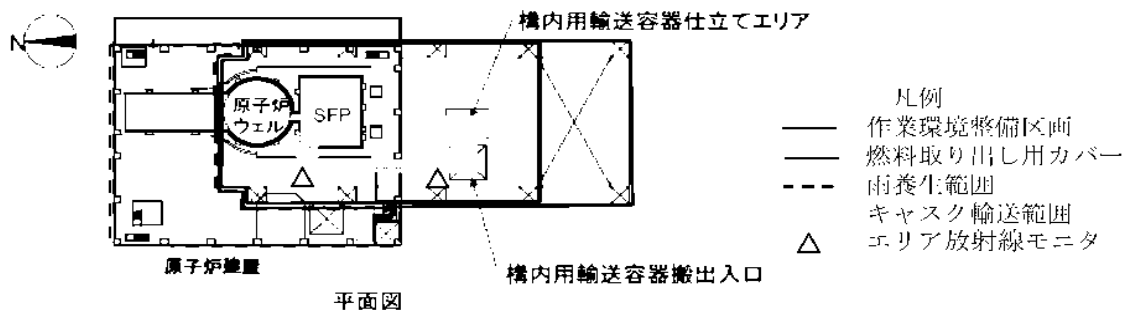 構内用輸送容器仕立てエリア
N
原子炉
ウェル
SFP
凡例
作業環境整備区画
燃料取り出し用カバー
雨養生範囲
キャスク輸送範囲
エリア放射線モニタ
原子炉建屋
構内用輸送容器搬出入口
平面図